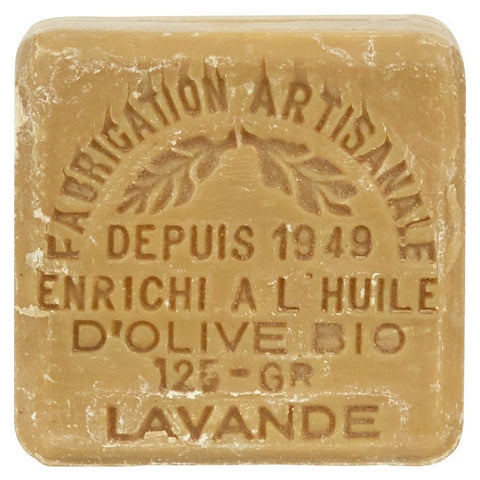 FABRICATION ARTISANALE
DEPUIS 1949
ENRICHI A L'HUILE
D'OLIVE BIO
125-GR
LAVANDE